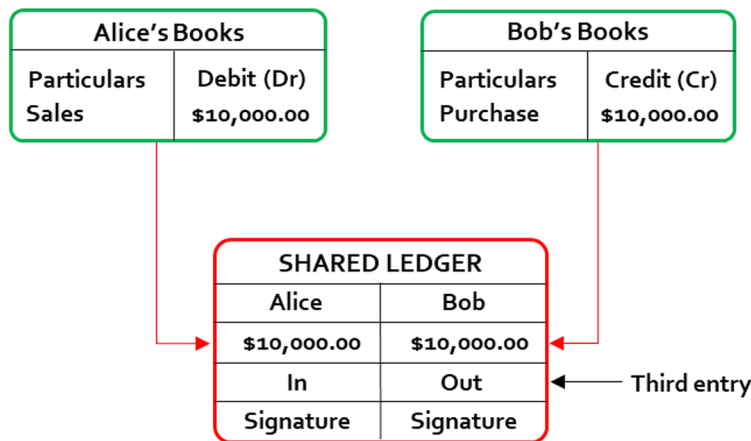 Alice's Books
Particulars Debit (Dr)
Sales $10,000.00
Bob's Books
Particulars Credit (Cr)
Purchase $10,000.00
SHARED LEDGER
Alice Bob
$10,000.00 $10,000.00
In Out
Third entry
Signature Signature